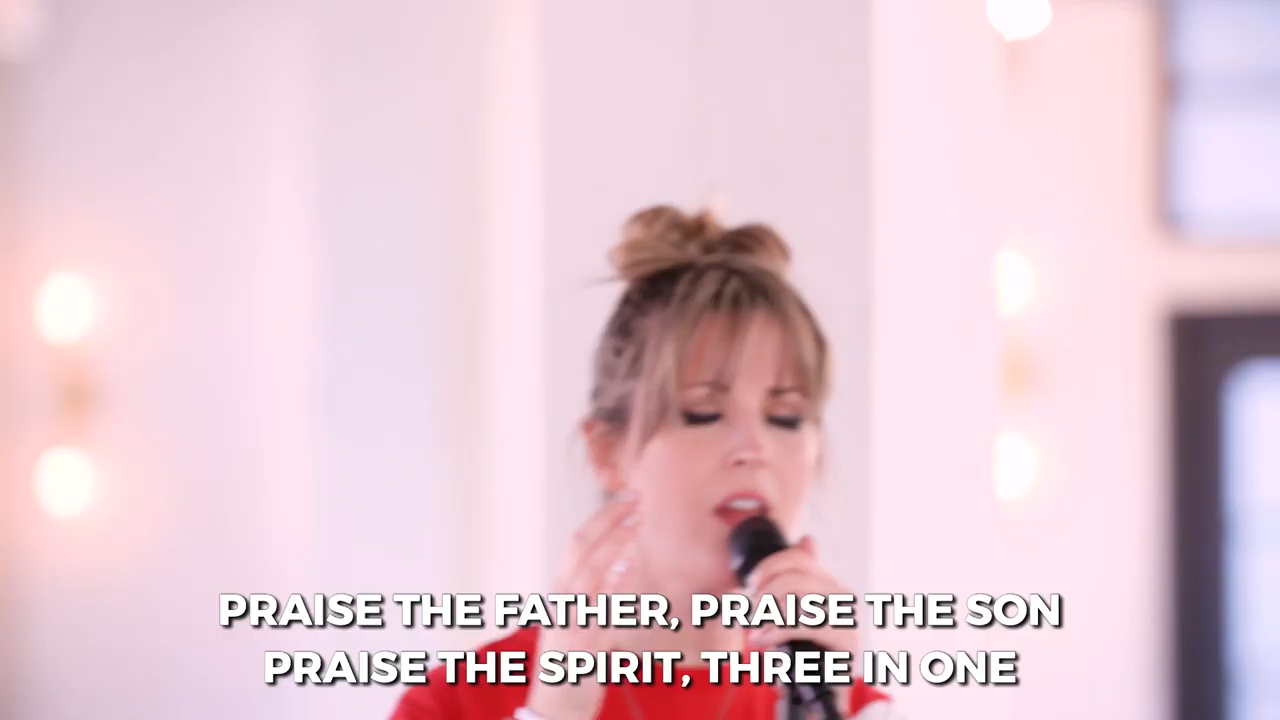 PRAISE THE FATHER, PRAISE THE SON
PRAISE THE SPIRIT, THREE IN ONE